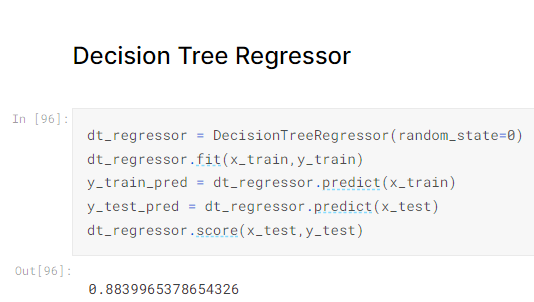 Decision Tree Regressor
In [96]:
dt_regressor = DecisionTreeRegressor(random_state=0)
dt_regressor.fit(x_train,y_train)
y_train_pred = dt_regressor.predict(x_train)
y_test_pred = dt_regressor.predict(x_test)
dt_regressor.score(x_test,y_test)
Out[96]:
0.8839965378654326